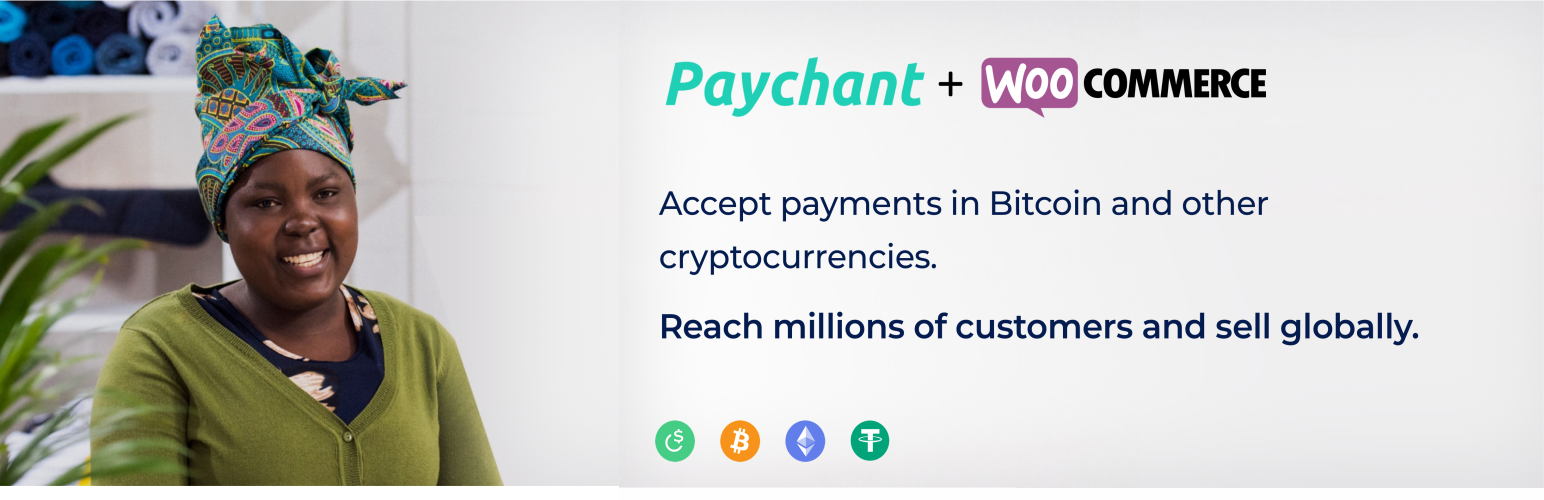 Paychant + WOO COMMERCE
Accept payments in Bitcoin and other
cryptocurrencies.
Reach millions of customers and sell globally.